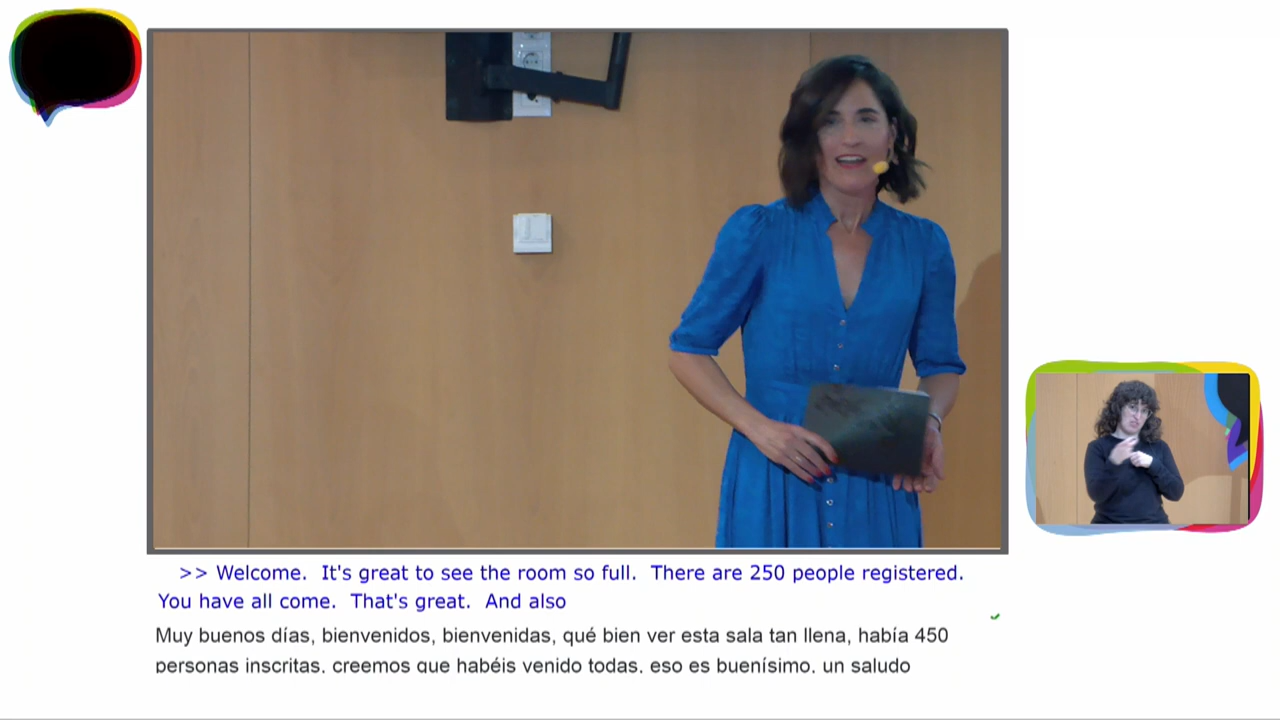 >> Welcome. It's great to see the room so full. There are 250 people registered.
You have all come. That's great. And also
Muy buenos días, bienvenidos, bienvenidas, qué bien ver esta sala tan llena, había 450
personas inscritas, creemos que habéis venido todas, eso es buenísimo, un saludo